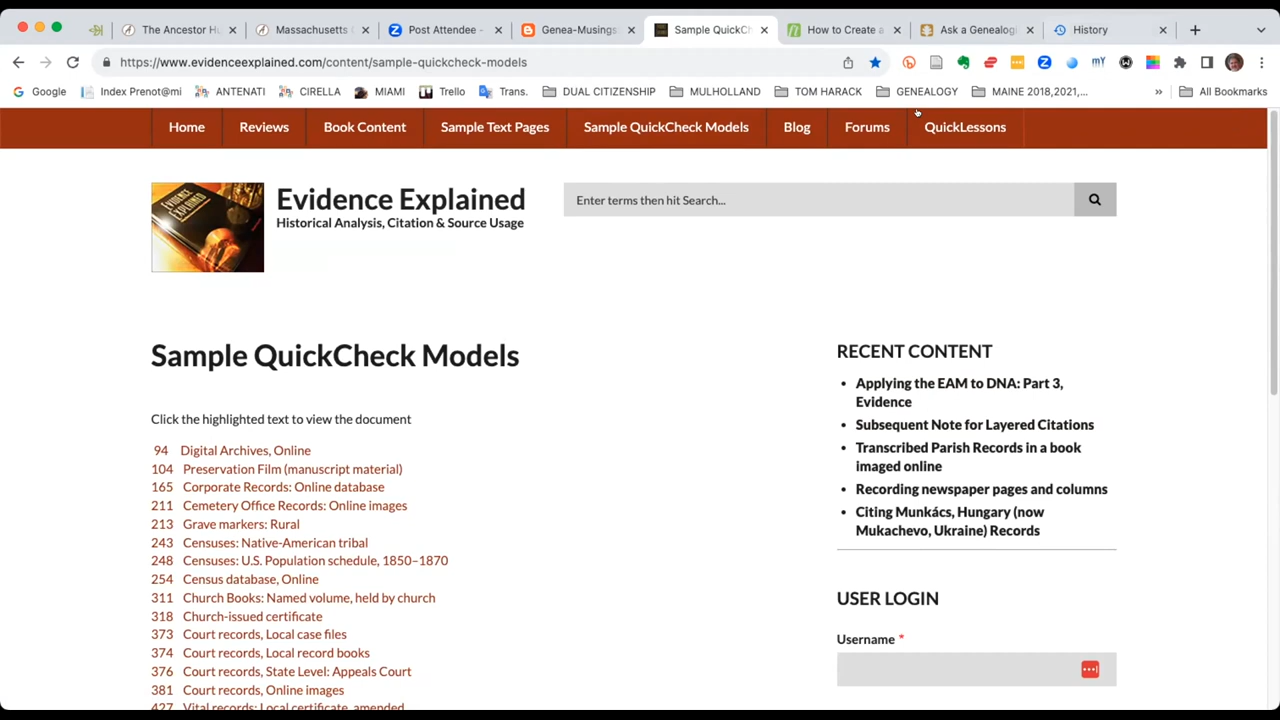 The Ancestor Hu
Massachusetts
Post Attendee -
Genea-Musings
Sample QuickCh
How to Create a
Ask a Genealogi
History
https://www.evidenceexplained.com/content/sample-quickcheck-models
Google Index Prenot@mi ANTENATI CIRELLA MIAMI Trello Trans. DUAL CITIZENSHIP MULHOLLAND TOM HARACK GENEALOGY MAINE 2018,2021,... » All Bookmarks
Home Reviews Book Content Sample Text Pages Sample QuickCheck Models Blog Forums QuickLessons
EVIDENCE EXPLAINED
Evidence Explained
Historical Analysis, Citation & Source Usage
Enter terms then hit Search...
Sample QuickCheck Models
Click the highlighted text to view the document
94 Digital Archives, Online
104 Preservation Film (manuscript material)
165 Corporate Records: Online database
211 Cemetery Office Records: Online images
213 Grave markers: Rural
243 Censuses: Native-American tribal
248 Censuses: U.S. Population schedule, 1850–1870
254 Census database, Online
311 Church Books: Named volume, held by church
318 Church-issued certificate
373 Court records, Local case files
374 Court records, Local record books
376 Court records, State Level: Appeals Court
381 Court records, Online images
427 Vital records: Local certificate, amended
RECENT CONTENT
• Applying the EAM to DNA: Part 3,
Evidence
• Subsequent Note for Layered Citations
• Transcribed Parish Records in a book
imaged online
• Recording newspaper pages and columns
• Citing Munkács, Hungary (now
Mukachevo, Ukraine) Records
USER LOGIN
Username *